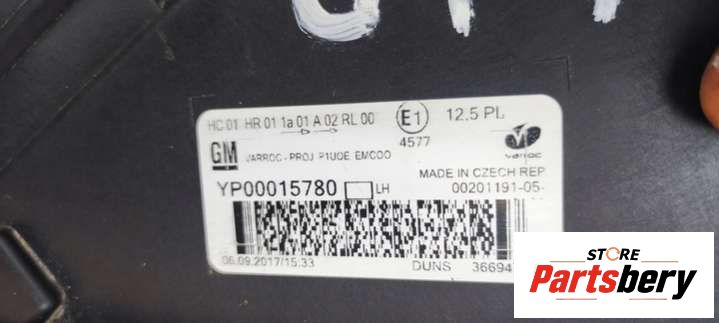 HC 01 HR 01 1a 01 A 02 RL 00
E1
12.5 PL
4577
GM
VARROC - PROJ P1UOE EMCOO
varroc
MADE IN CZECH REP
YP00015780 LH
00201191-05-
06.09.2017/15:33
DUNS 36694
STORE
Partsbery